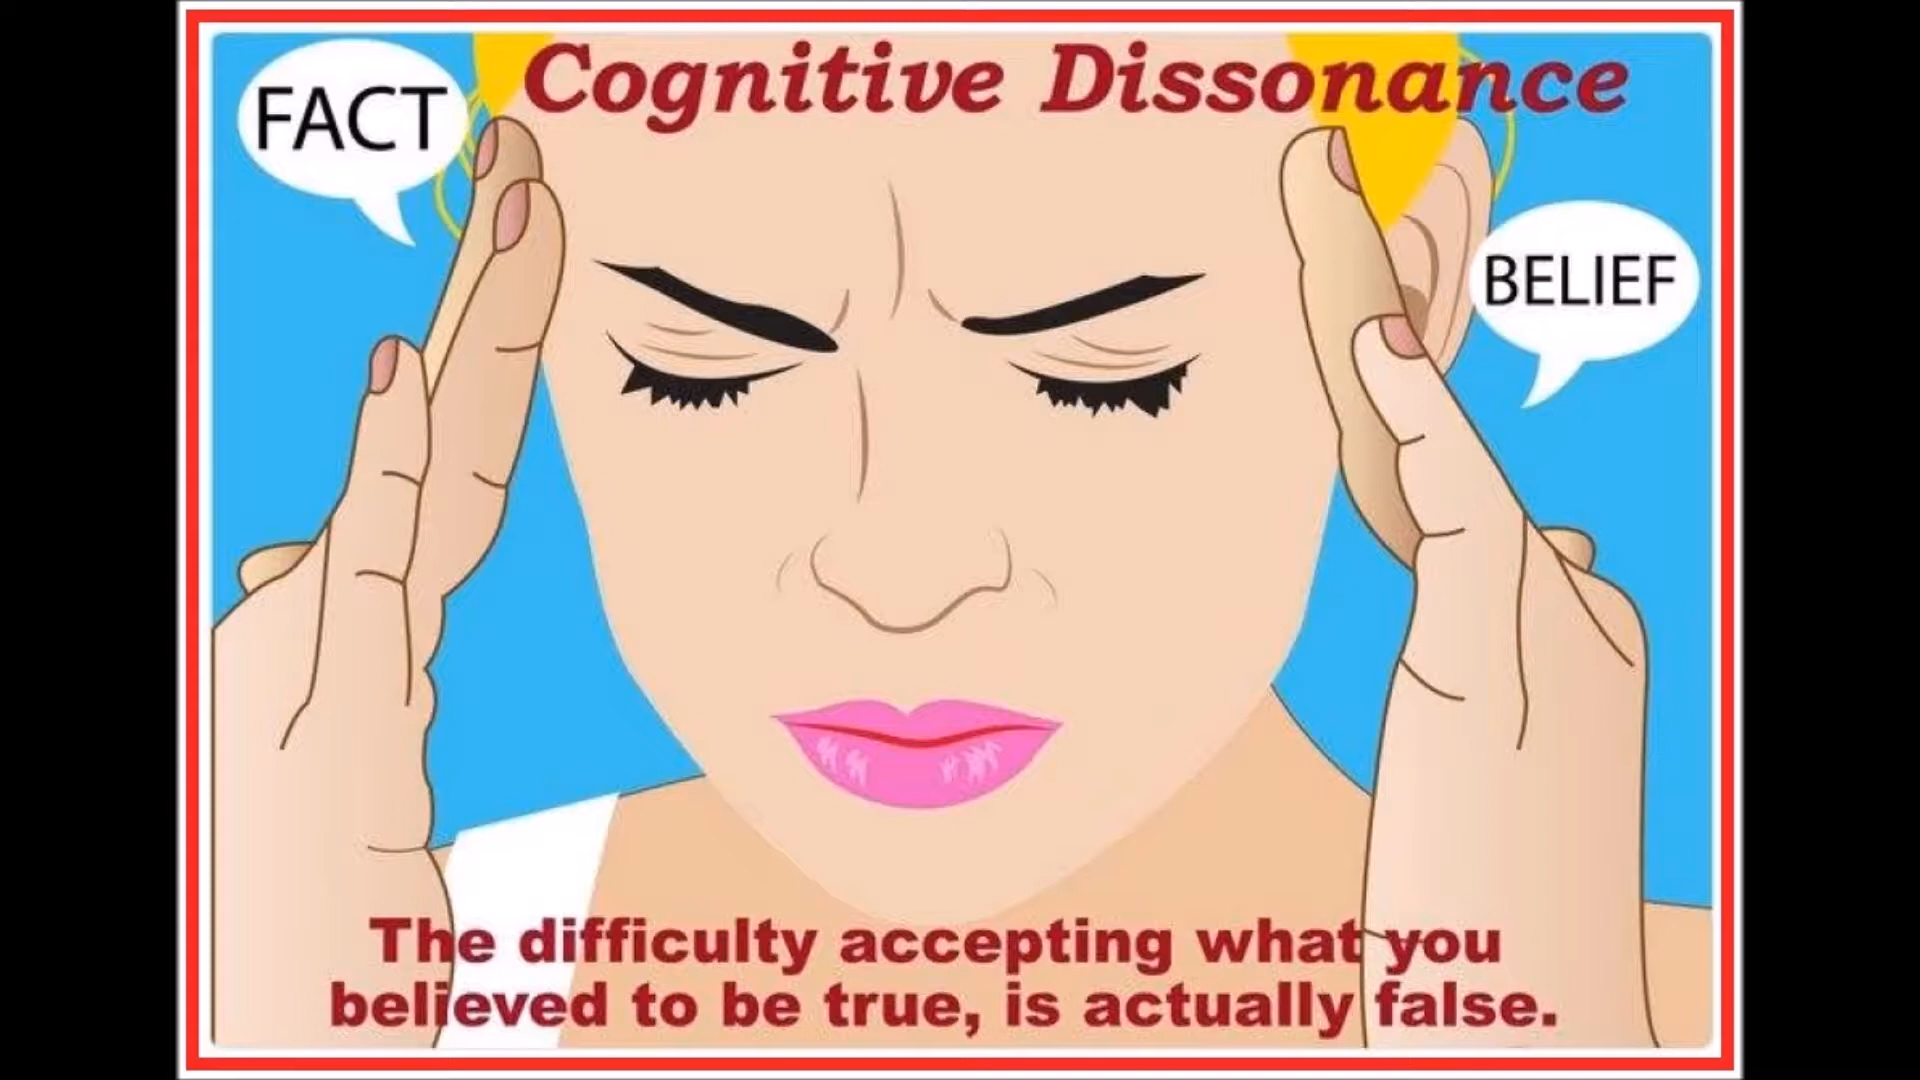 Cognitive Dissonance
FACT
BELIEF
The difficulty accepting what you
believed to be true, is actually false.